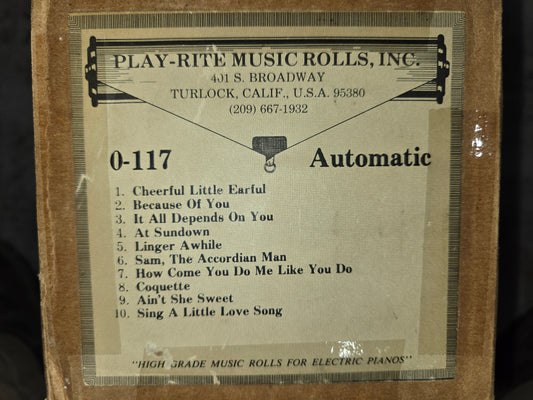 PLAY-RITE MUSIC ROLLS, INC.
401 S. BROADWAY
TURLOCK, CALIF., U.S.A. 95380
(209) 667-1932
0-117 Automatic
1. Cheerful Little Earful
2. Because Of You
3. It All Depends On You
4. At Sundown
5. Linger Awhile
6. Sam, The Accordian Man
7. How Come You Do Me Like You Do
8. Coquette
9. Ain't She Sweet
10. Sing A Little Love Song
"HIGH GRADE MUSIC ROLLS FOR ELECTRIC PIANOS"